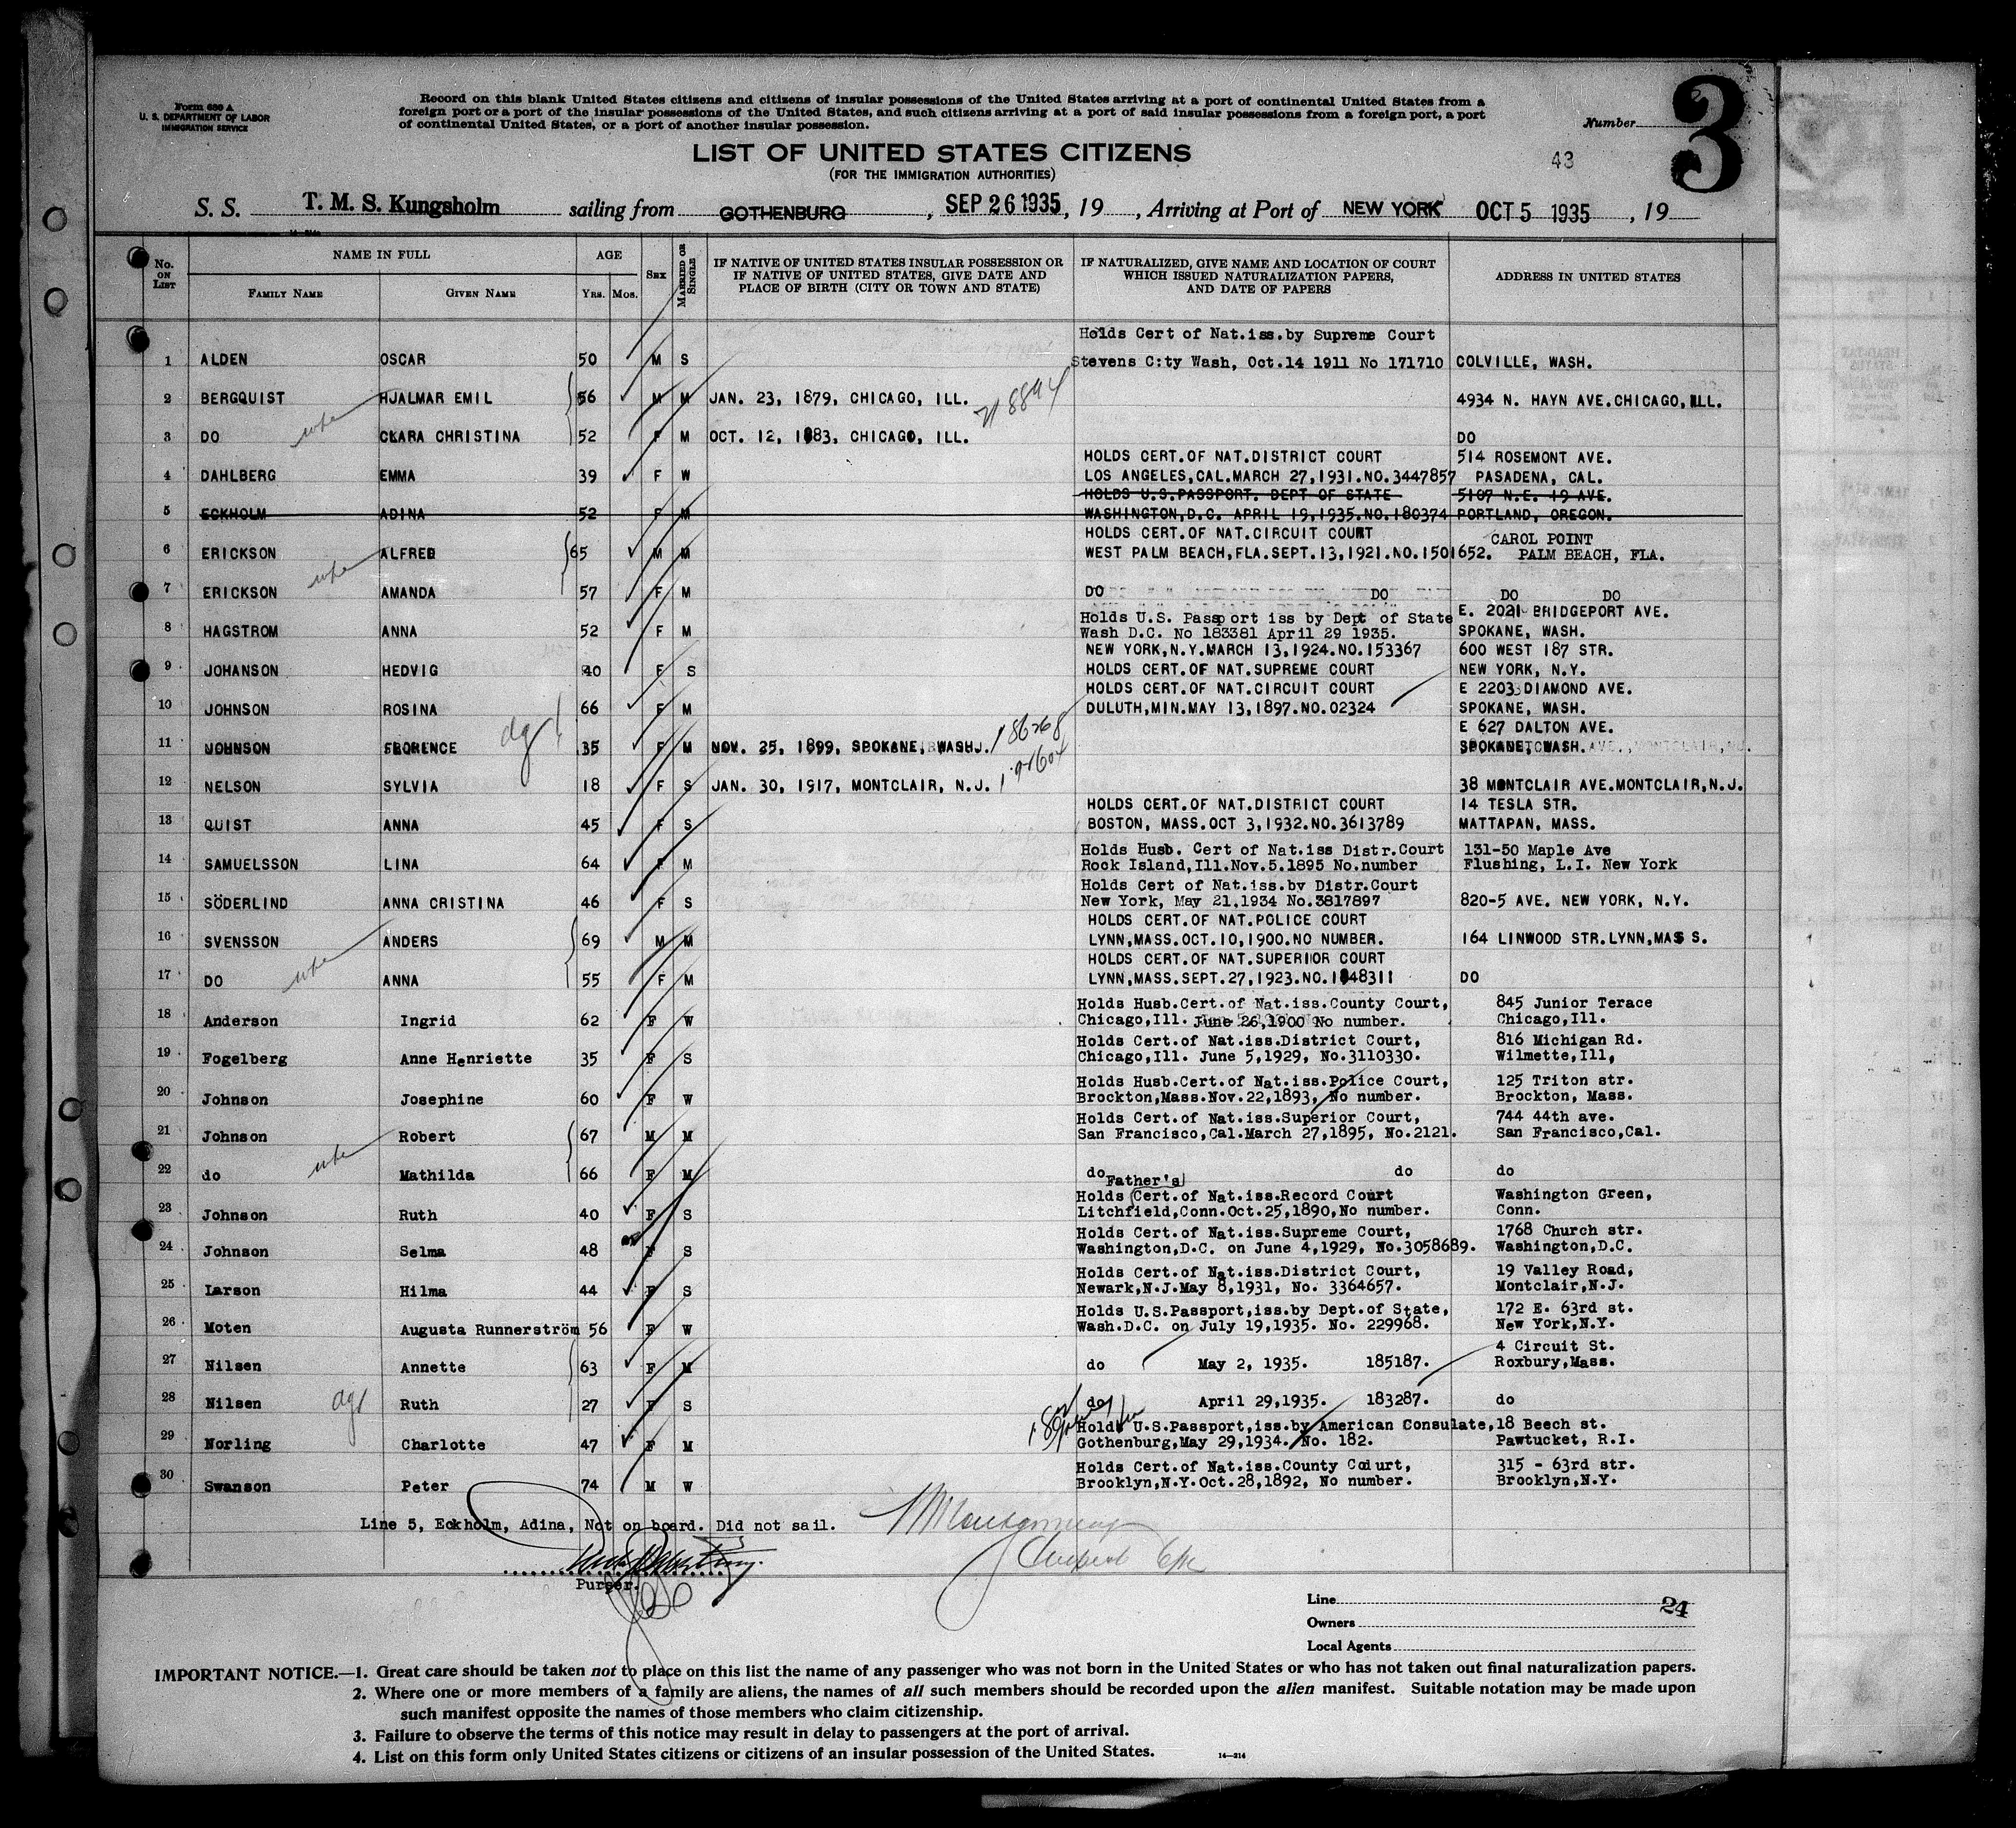 Form 630 A
U. S. DEPARTMENT OF LABOR
IMMIGRATION SERVICE
Record on this blank United States citizens and citizens of insular possessions of the United States arriving at a port of continental United States from a
foreign port or a port of the insular possessions of the United States, and such citizens arriving at a port of said insular possessions from a foreign port, a port
of continental United States, or a port of another insular possession.
Number 3
LIST OF UNITED STATES CITIZENS
43
(FOR THE IMMIGRATION AUTHORITIES)
S. S. T. M. S. Kungsholm sailing from GOTHENBURG, SEP 26 1935, 19 , Arriving at Port of NEW YORK OCT 5 1935, 19
No. ON LIST
NAME IN FULL
FAMILY NAME GIVEN NAME
AGE
YRS. MOS.
SEX
MARRIED OR SINGLE
IF NATIVE OF UNITED STATES INSULAR POSSESSION OR
IF NATIVE OF UNITED STATES, GIVE DATE AND
PLACE OF BIRTH (CITY OR TOWN AND STATE)
IF NATURALIZED, GIVE NAME AND LOCATION OF COURT
WHICH ISSUED NATURALIZATION PAPERS,
AND DATE OF PAPERS
ADDRESS IN UNITED STATES
Holds Cert of Nat.iss.by Supreme Court
1 ALDEN OSCAR 50 M S Stevens C:ty Wash, Oct.14 1911 No 171710 COLVILLE, WASH.
2 BERGQUIST HJALMAR EMIL 56 M M JAN. 23, 1879, CHICAGO, ILL. 4934 N. HAYN AVE.CHICAGO, ILL.
wife
3 DO CLARA CHRISTINA 52 F M OCT. 12, 1883, CHICAGO, ILL. DO
HOLDS CERT.OF NAT.DISTRICT COURT 514 ROSEMONT AVE.
4 DAHLBERG EMMA 39 F W LOS ANGELES,CAL.MARCH 27,1931.NO.3447857 PASADENA, CAL.
HOLDS U.S.PASSPORT. DEPT OF STATE 5107 N.E. 19 AVE.
5 ECKHOLM ADINA 52 F M WASHINGTON,D.C. APRIL 19,1935.NO.180374 PORTLAND, OREGON.
HOLDS CERT.OF NAT.CIRCUIT COURT CAROL POINT
6 ERICKSON ALFRED 65 M M WEST PALM BEACH,FLA.SEPT.13,1921.NO.1501652. PALM BEACH, FLA.
wife
7 ERICKSON AMANDA 57 F M DO DO DO DO
Holds U.S. Passport iss by Dept of State E. 2021 BRIDGEPORT AVE.
8 HAGSTROM ANNA 52 F M Wash D.C. No 183381 April 29 1935. SPOKANE, WASH.
NEW YORK,N.Y.MARCH 13,1924.NO.153367 600 WEST 187 STR.
9 JOHANSON HEDVIG 40 F S HOLDS CERT.OF NAT.SUPREME COURT NEW YORK, N.Y.
HOLDS CERT.OF NAT.CIRCUIT COURT E 2203 DIAMOND AVE.
10 JOHNSON ROSINA 66 F M DULUTH,MIN.MAY 13,1897.NO.02324 SPOKANE, WASH.
E 627 DALTON AVE.
11 JOHNSON FLORENCE 35 F M NOV. 25, 1899, SPOKANE, WASH. SPOKANE, WASH.
12 NELSON SYLVIA 18 F S JAN. 30, 1917, MONTCLAIR, N.J. 38 MONTCLAIR AVE.MONTCLAIR,N.J.
HOLDS CERT.OF NAT.DISTRICT COURT 14 TESLA STR.
13 QUIST ANNA 45 F S BOSTON, MASS.OCT 3,1932.NO.3613789 MATTAPAN, MASS.
Holds Husb. Cert of Nat.iss Distr.Court 131-50 Maple Ave
14 SAMUELSSON LINA 64 F M Rock Island,Ill.Nov.5.1895 No.number Flushing, L.I. New York
Holds Cert of Nat.iss.by Distr.Court
15 SÖDERLIND ANNA CRISTINA 46 F S New York, May 21.1934 No.3817897 820-5 AVE. NEW YORK, N.Y.
HOLDS CERT.OF NAT.POLICE COURT
16 SVENSSON ANDERS 69 M M LYNN,MASS.OCT.10,1900.NO NUMBER. 164 LINWOOD STR.LYNN,MASS.
wife
HOLDS CERT.OF NAT.SUPERIOR COURT
17 DO ANNA 55 F M LYNN,MASS.SEPT.27,1923.NO.1848311 DO
Holds Husb.Cert.of Nat.iss.County Court, 845 Junior Terace
18 Anderson Ingrid 62 F W Chicago,Ill. June 26,1900 No number. Chicago,Ill.
Holds Cert.of Nat.iss.District Court, 816 Michigan Rd.
19 Fogelberg Anne Henriette 35 F S Chicago,Ill. June 5,1929, No.3110330. Wilmette,Ill,
Holds Husb.Cert.of Nat.iss.Police Court, 125 Triton str.
20 Johnson Josephine 60 F W Brockton,Mass.Nov.22,1893, No number. Brockton, Mass.
Holds Cert.of Nat.iss.Superior Court, 744 44th ave.
21 Johnson Robert 67 M M San Francisco,Cal.March 27,1895, No.2121. San Francisco,Cal.
wife
22 do Mathilda 66 F M do do do
Father's
Holds Cert.of Nat.iss.Record Court Washington Green,
23 Johnson Ruth 40 F S Litchfield,Conn.Oct.25,1890,No number. Conn.
Holds Cert.of Nat.iss.Supreme Court, 1768 Church str.
24 Johnson Selma 48 F S Washington,D.C. on June 4,1929, No.3058689. Washington,D.C.
Holds Cert.of Nat.iss.District Court, 19 Valley Road,
25 Larson Hilma 44 F S Newark,N.J.May 8,1931, No. 3364657. Montclair,N.J.
Holds U.S.Passport,iss.by Dept.of State, 172 E. 63rd st.
26 Moten Augusta Runnerström 56 F W Wash.D.C. on July 19,1935. No. 229968. New York,N.Y.
4 Circuit St.
27 Nilsen Annette 63 F M do May 2, 1935. 185187. Roxbury,Mass.
28 Nilsen Ruth 27 F S do April 29,1935. 183287. do
Holds U.S.Passport,iss.by American Consulate, 18 Beech st.
29 Norling Charlotte 47 F M Gothenburg,May 29,1934. No. 182. Pawtucket, R.I.
Holds Cert.of Nat.iss.County Court, 315 - 63rd str.
30 Swanson Peter 74 M W Brooklyn,N.Y.Oct.28,1892, No number. Brooklyn,N.Y.
Line 5, Eckholm, Adina, Not on board. Did not sail.
Purser.
Line
24
Owners
Local Agents
IMPORTANT NOTICE.—1. Great care should be taken not to place on this list the name of any passenger who was not born in the United States or who has not taken out final naturalization papers.
2. Where one or more members of a family are aliens, the names of all such members should be recorded upon the alien manifest. Suitable notation may be made upon
such manifest opposite the names of those members who claim citizenship.
3. Failure to observe the terms of this notice may result in delay to passengers at the port of arrival.
4. List on this form only United States citizens or citizens of an insular possession of the United States.
14—214